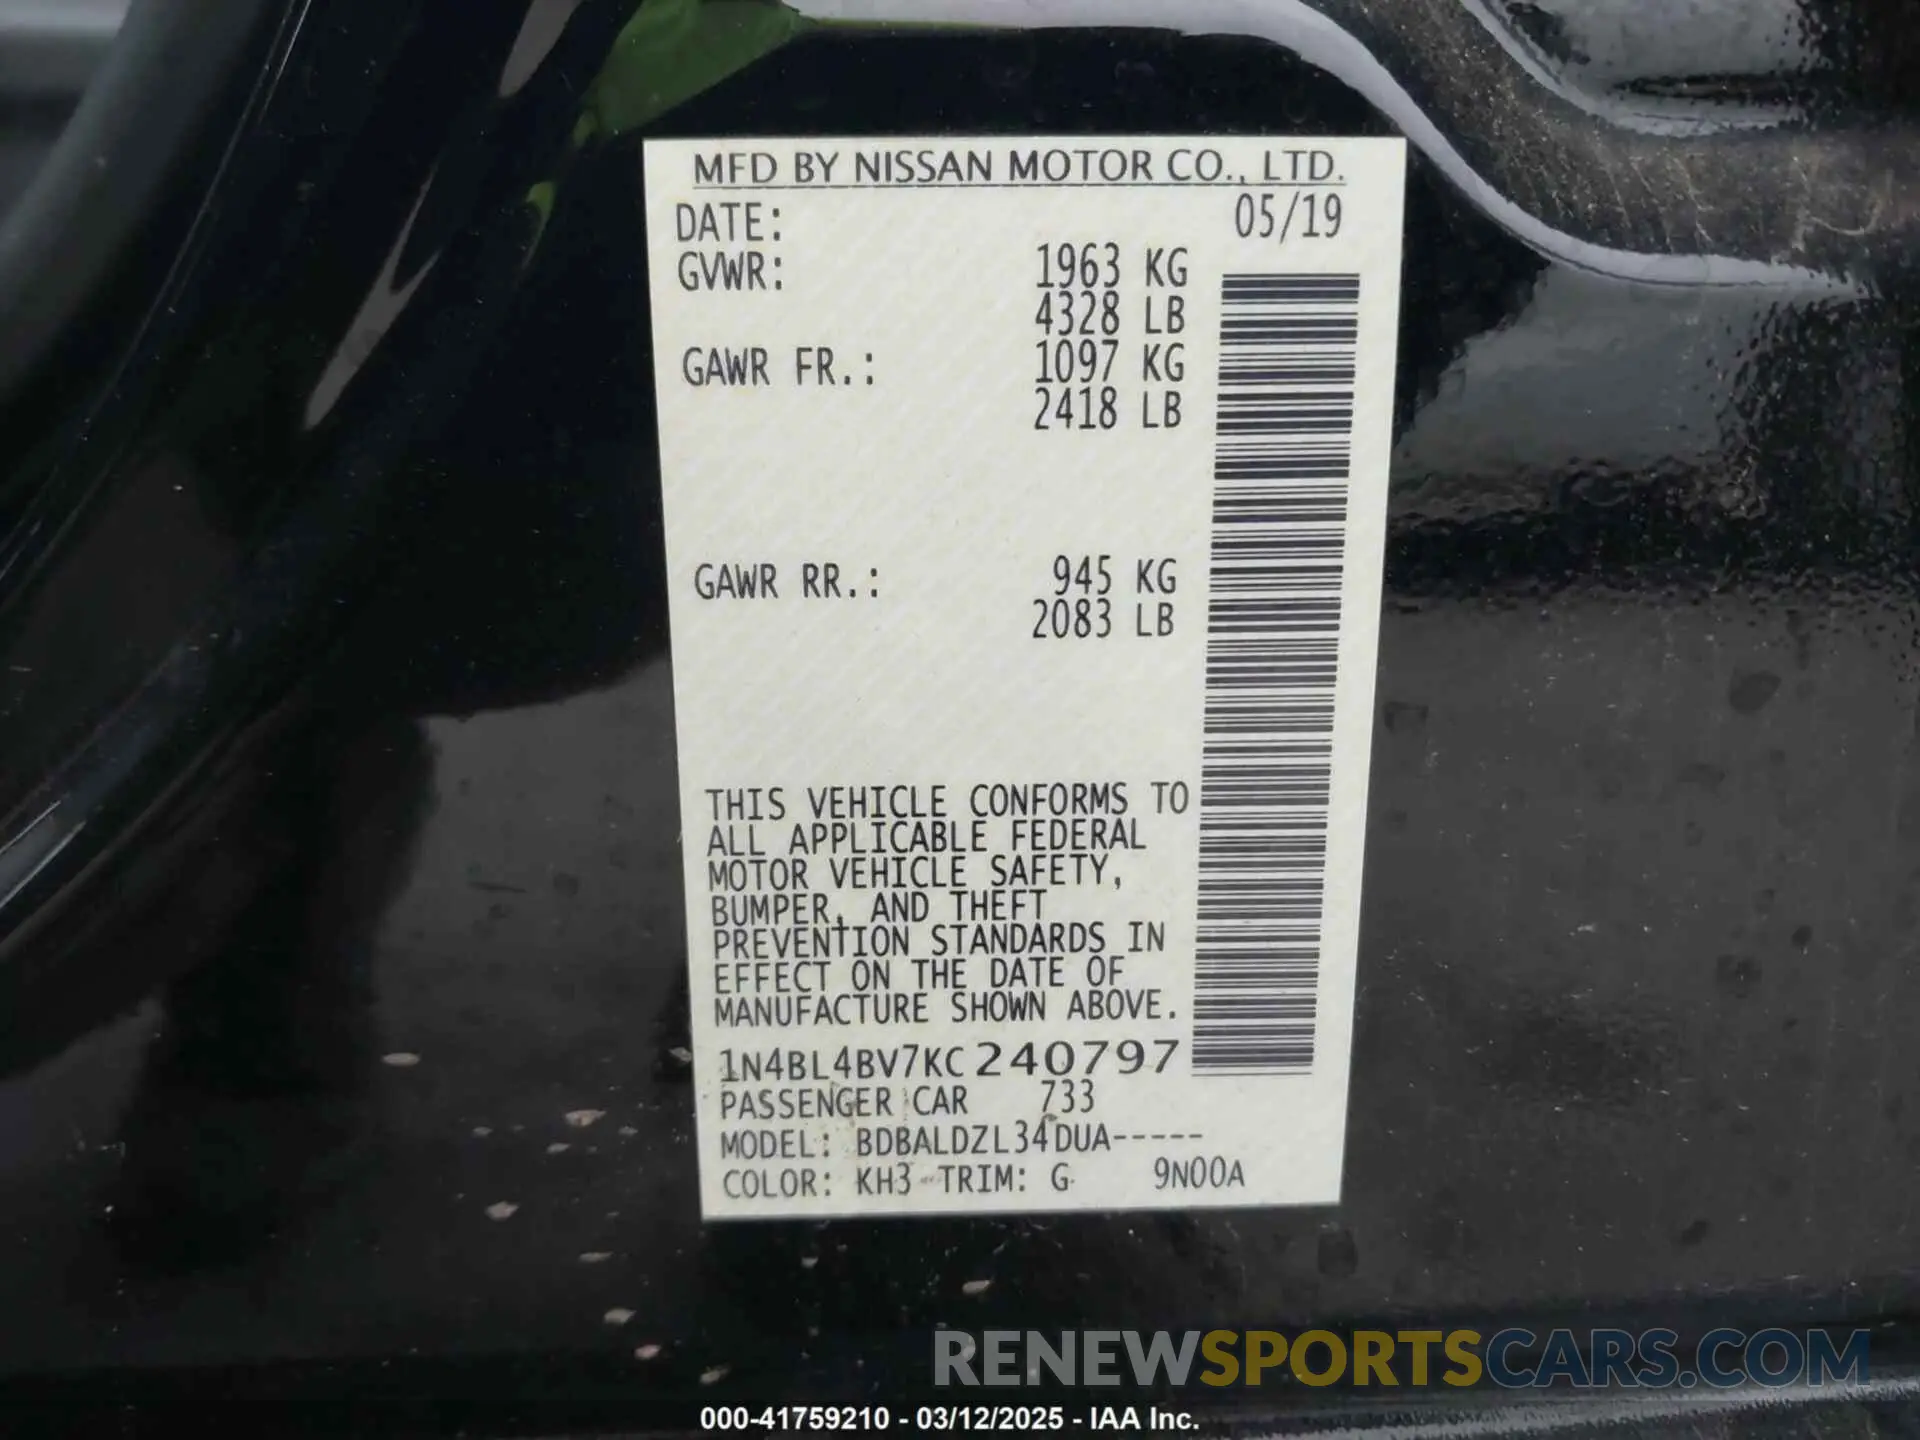 MFD BY NISSAN MOTOR CO., LTD.
DATE: 05/19
GVWR: 1963 KG
4328 LB
GAWR FR.: 1097 KG
2418 LB
GAWR RR.: 945 KG
2083 LB
THIS VEHICLE CONFORMS TO
ALL APPLICABLE FEDERAL
MOTOR VEHICLE SAFETY,
BUMPER, AND THEFT
PREVENTION STANDARDS IN
EFFECT ON THE DATE OF
MANUFACTURE SHOWN ABOVE.
1N4BL4BV7KC240797
PASSENGER CAR 733
MODEL: BDBALDZL34DUA-----
COLOR: KH3 TRIM: G 9N00A
RENEWSPORTSCARS.COM
000-41759210 - 03/12/2025 - IAA Inc.